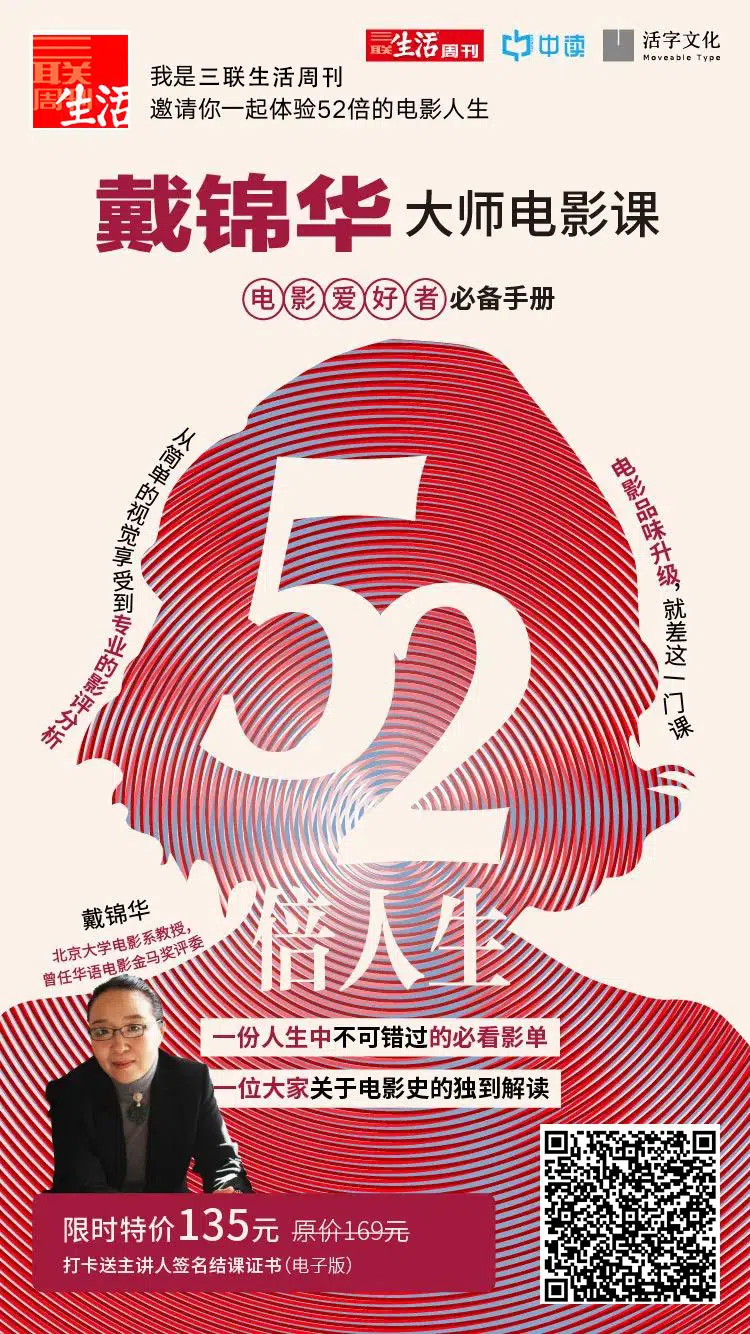 三联生活周刊
三联生活周刊
中读
活字文化
Moveable Type
我是三联生活周刊
邀请你一起体验52倍的电影人生
戴锦华 大师电影课
电影爱好者必备手册
从简单的视觉享受到专业的影评分析
电影品味升级,就差这一门课
52
倍人生
戴锦华
北京大学电影系教授,
曾任华语电影金马奖评委
一份人生中不可错过的必看影单
一位大家关于电影史的独到解读
限时特价135元 原价169元
打卡送主讲人签名结课证书(电子版)